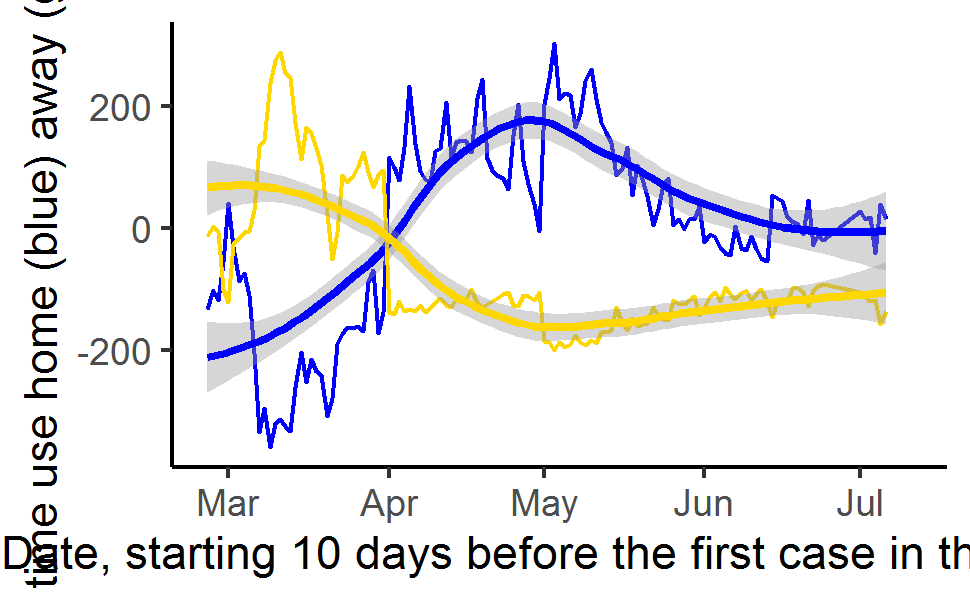 time use home (blue) away (
200
0
-200
Mar Apr May Jun Jul
Date, starting 10 days before the first case in th